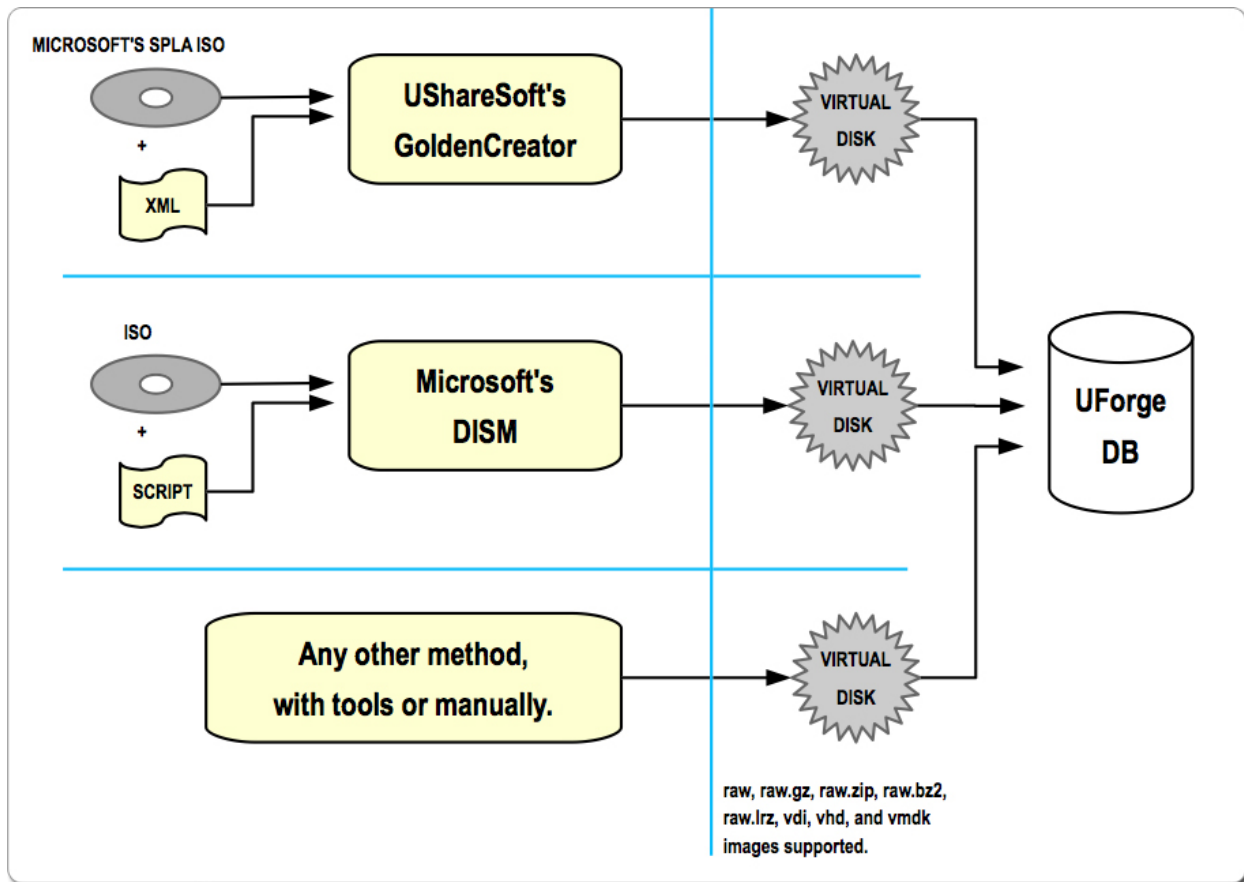 MICROSOFT'S SPLA ISO
+
XML
UShareSoft's
GoldenCreator
VIRTUAL
DISK
ISO
+
SCRIPT
Microsoft's
DISM
VIRTUAL
DISK
UForge
DB
Any other method,
with tools or manually.
VIRTUAL
DISK
raw, raw.gz, raw.zip, raw.bz2,
raw.lrz, vdi, vhd, and vmdk
images supported.